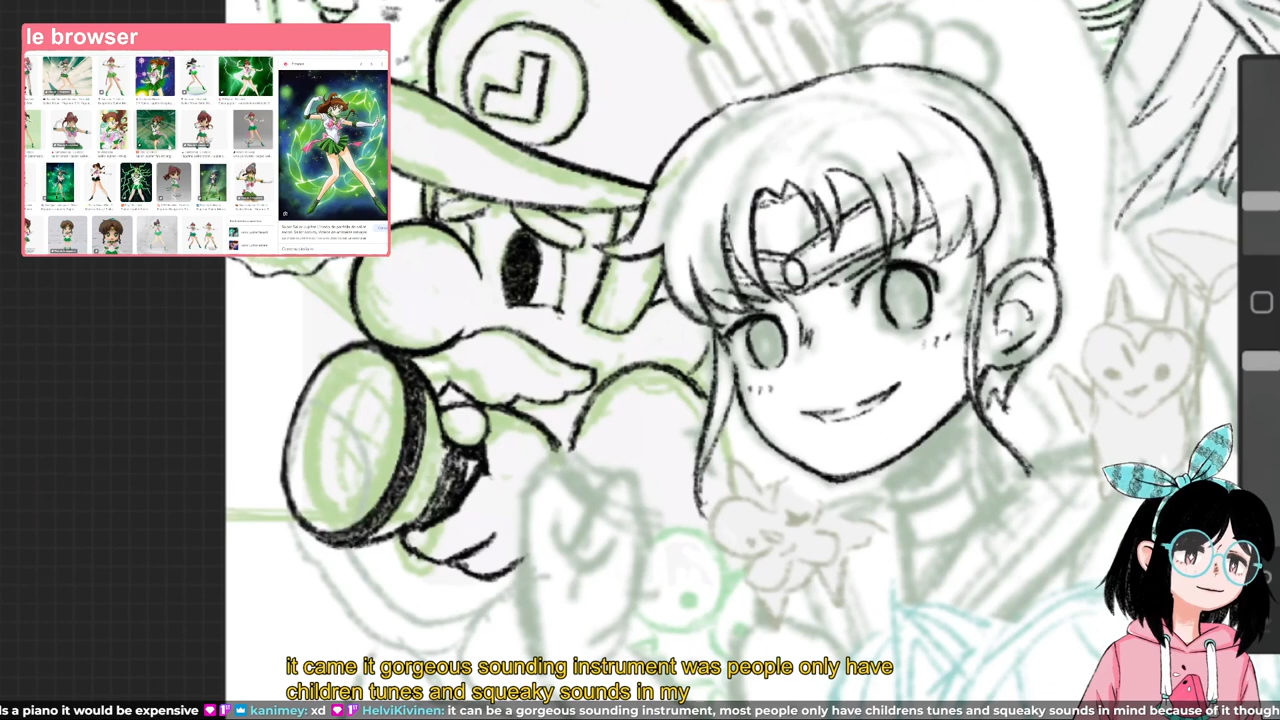 le browser
L
it came it gorgeous sounding instrument was people only have
children tunes and squeaky sounds in my
ls a piano it would be expensive kanimey: xd HelviKivinen: it can be a gorgeous sounding instrument, most people only have childrens tunes and squeaky sounds in mind because of it though